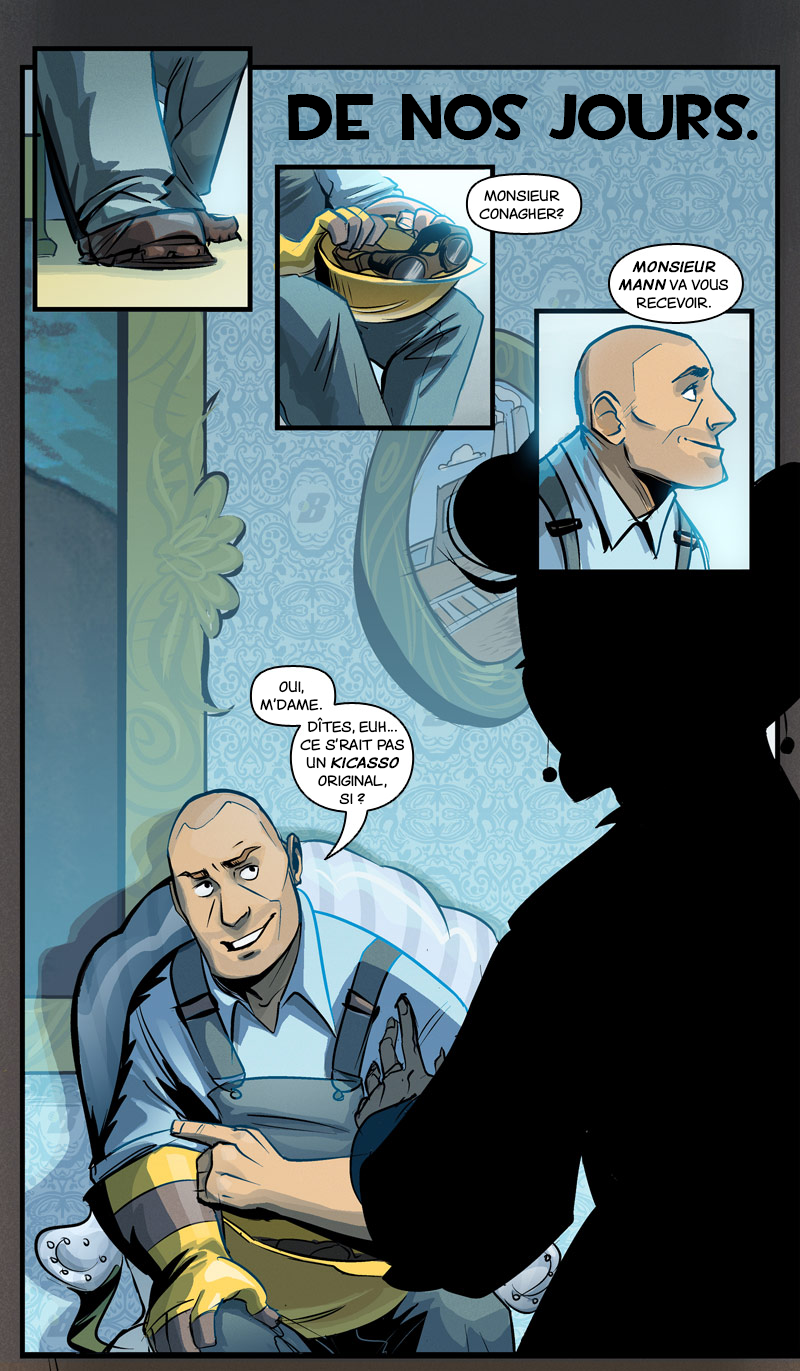 DE NOS JOURS.
MONSIEUR
CONAGHER?
MONSIEUR
MANN VA VOUS
RECEVOIR.
OUI,
M'DAME.
DÎTES, EUH...
CE S'RAIT PAS
UN KICASSO
ORIGINAL,
SI ?